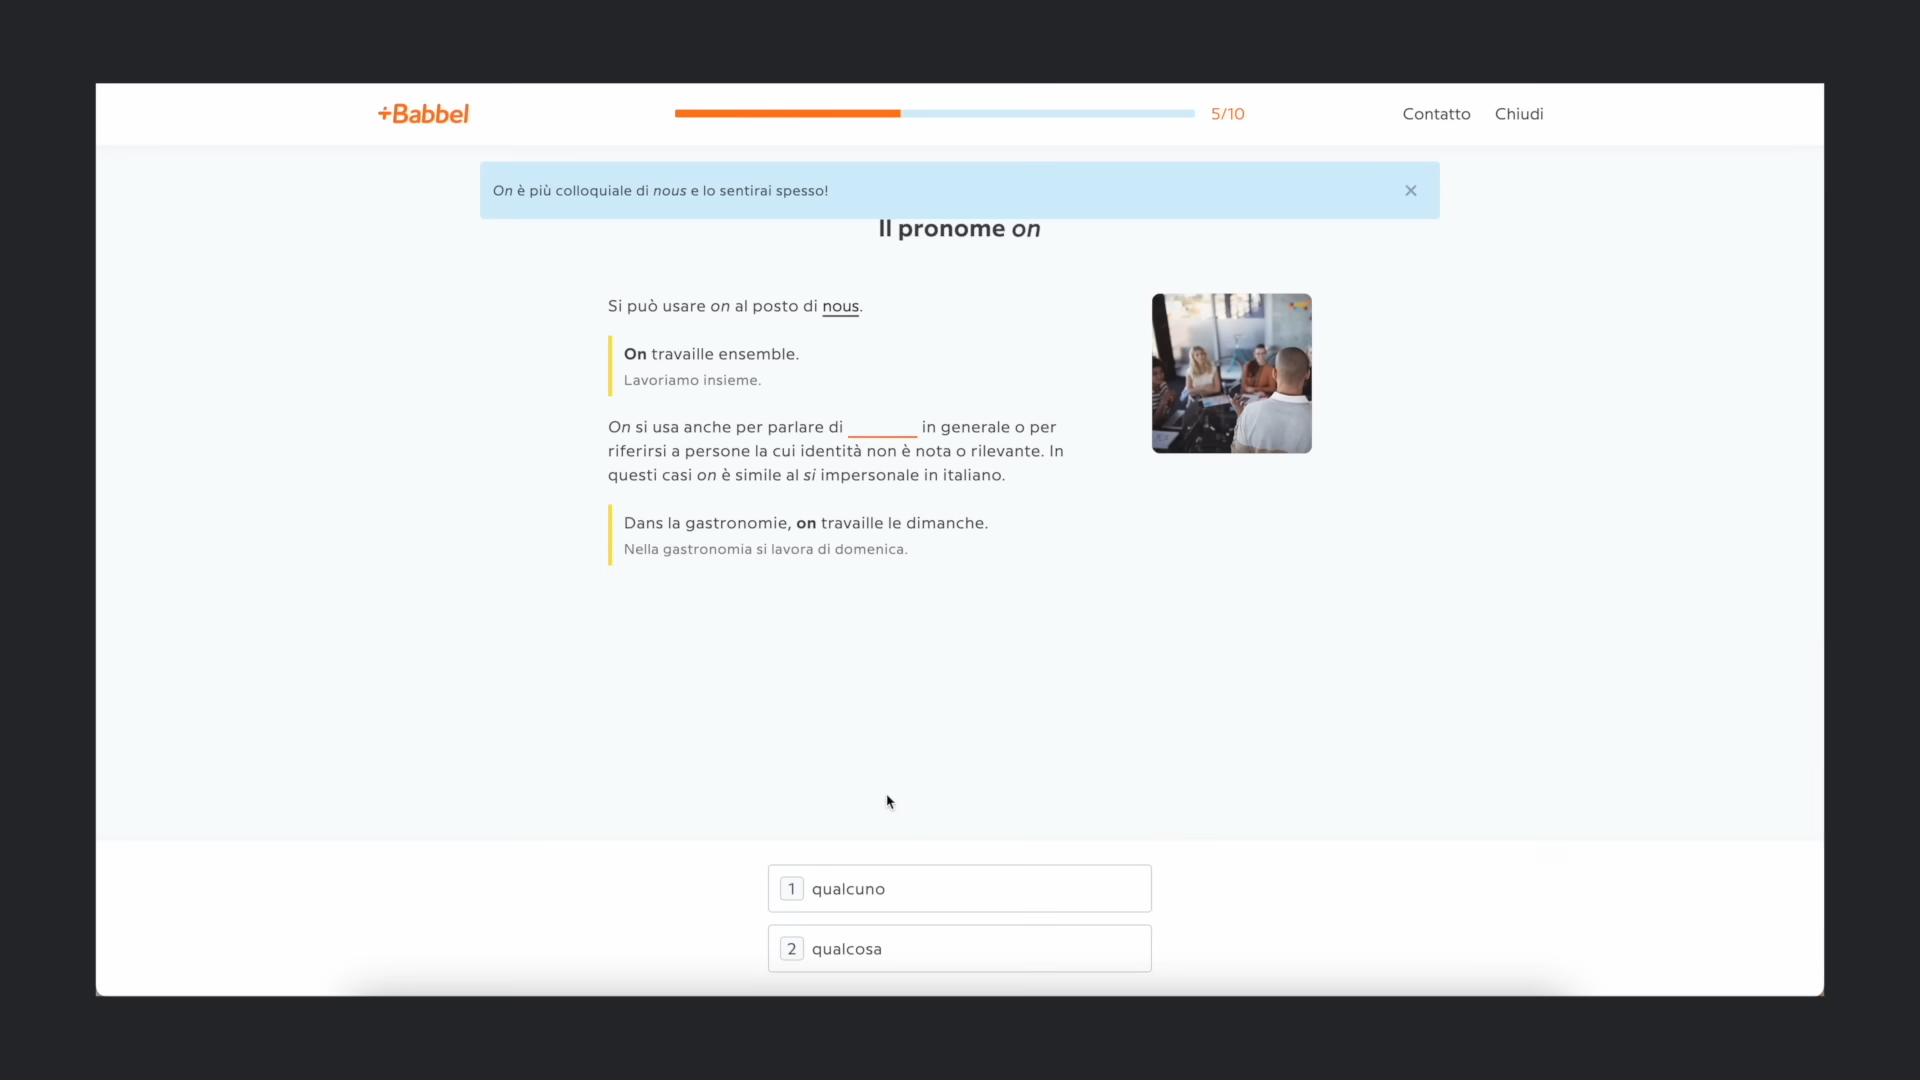 +Babbel
5/10
Contatto
Chiudi
On è più colloquiale di nous e lo sentirai spesso!
×
Il pronome on
Si può usare on al posto di nous.
On travaille ensemble.
Lavoriamo insieme.
On si usa anche per parlare di ________ in generale o per
riferirsi a persone la cui identità non è nota o rilevante. In
questi casi on è simile al si impersonale in italiano.
Dans la gastronomie, on travaille le dimanche.
Nella gastronomia si lavora di domenica.
1 qualcuno
2 qualcosa